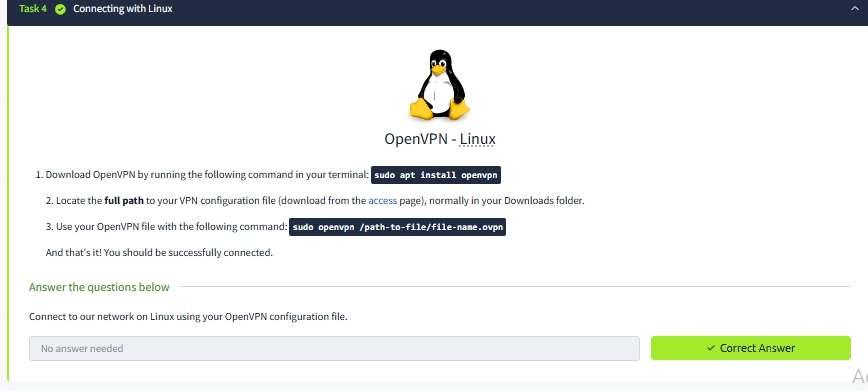 Task 4 Connecting with Linux
OpenVPN - Linux
1. Download OpenVPN by running the following command in your terminal: sudo apt install openvpn
2. Locate the full path to your VPN configuration file (download from the access page), normally in your Downloads folder.
3. Use your OpenVPN file with the following command: sudo openvpn /path-to-file/file-name.ovpn
And that's it! You should be successfully connected.
Answer the questions below
Connect to our network on Linux using your OpenVPN configuration file.
No answer needed
✓ Correct Answer